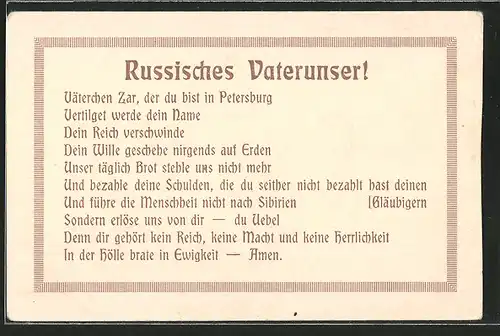 Russisches Vaterunser!
Väterchen Zar, der du bist in Petersburg
Vertilget werde dein Name
Dein Reich verschwinde
Dein Wille geschehe nirgends auf Erden
Unser täglich Brot stehle uns nicht mehr
Und bezahle deine Schulden, die du seither nicht bezahlt hast deinen
Und führe die Menschheit nicht nach Sibirien [Gläubigern
Sondern erlöse uns von dir — du Uebel
Denn dir gehört kein Reich, keine Macht und keine Herrlichkeit
In der Hölle brate in Ewigkeit — Amen.